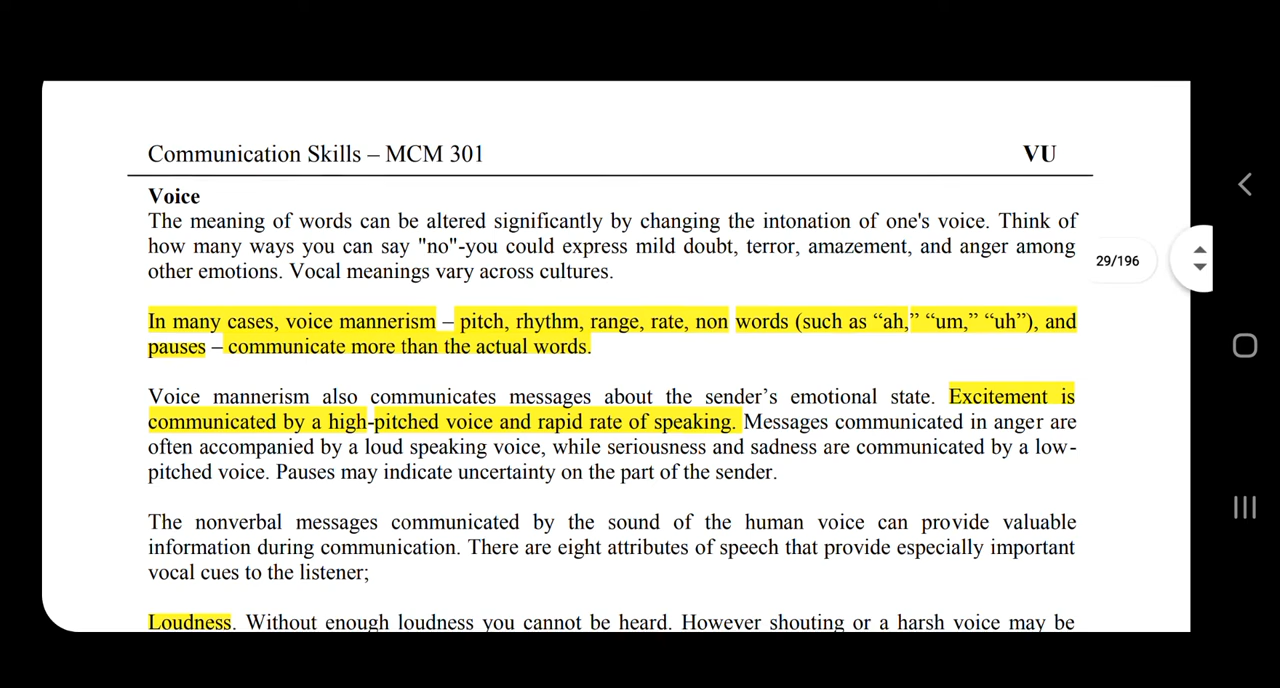 Communication Skills – MCM 301 VU
Voice
The meaning of words can be altered significantly by changing the intonation of one's voice. Think of
how many ways you can say "no"-you could express mild doubt, terror, amazement, and anger among
other emotions. Vocal meanings vary across cultures.
29/196
In many cases, voice mannerism – pitch, rhythm, range, rate, non words (such as “ah,” “um,” “uh”), and
pauses – communicate more than the actual words.
Voice mannerism also communicates messages about the sender’s emotional state. Excitement is
communicated by a high-pitched voice and rapid rate of speaking. Messages communicated in anger are
often accompanied by a loud speaking voice, while seriousness and sadness are communicated by a low-
pitched voice. Pauses may indicate uncertainty on the part of the sender.
The nonverbal messages communicated by the sound of the human voice can provide valuable
information during communication. There are eight attributes of speech that provide especially important
vocal cues to the listener;
Loudness. Without enough loudness you cannot be heard. However shouting or a harsh voice may be